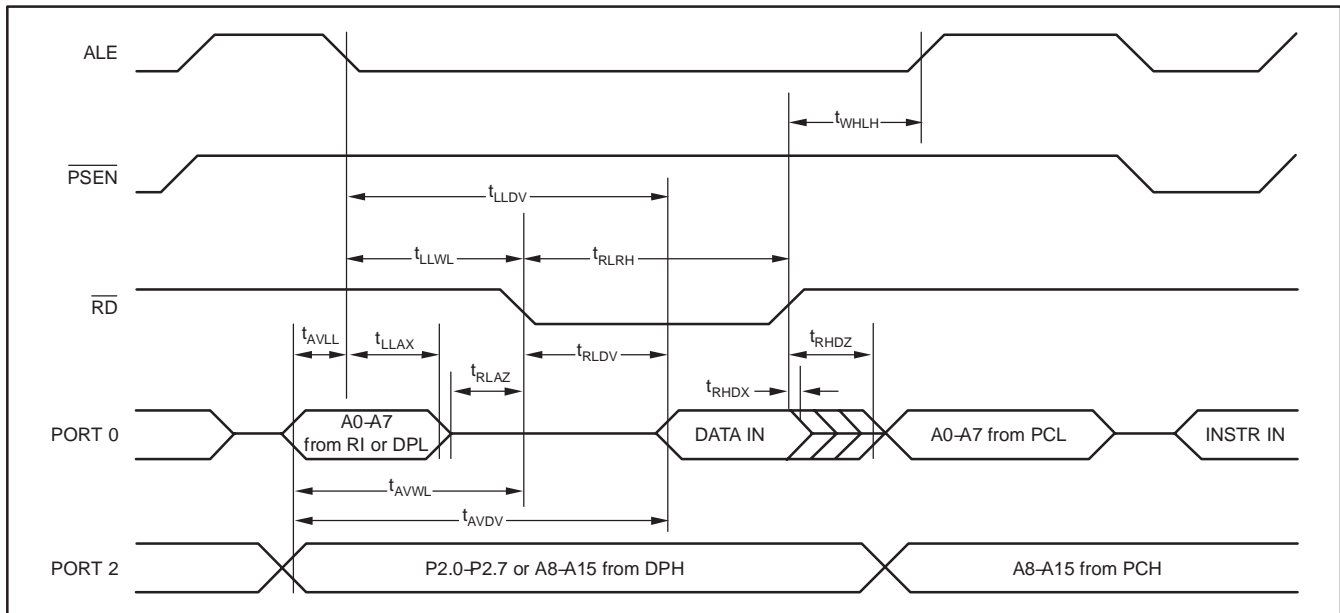 ALE
tWHLH
PSEN
tLLDV
tLLWL
tRLRH
RD
tAVLL
tLLAX
tRLDV
tRHDZ
tRLAZ
tRHDX
PORT 0
A0-A7
from RI or DPL
DATA IN
A0-A7 from PCL
INSTR IN
tAVWL
tAVDV
PORT 2
P2.0-P2.7 or A8-A15 from DPH
A8-A15 from PCH